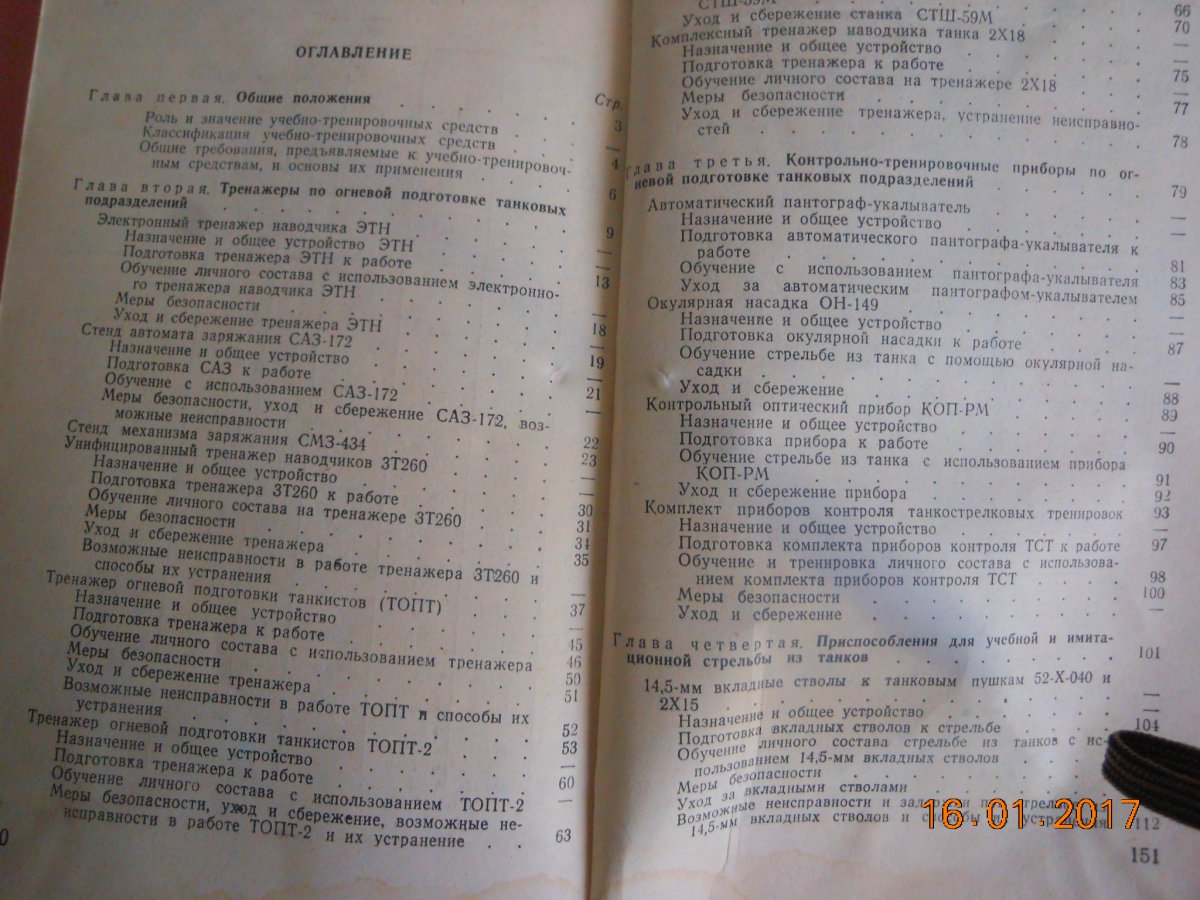 ОГЛАВЛЕНИЕ
Стр.
Глава первая. Общие положения . . . . . 3
Роль и значение учебно-тренировочных средств . . . —
Классификация учебно-тренировочных средств . . . 4
Общие требования, предъявляемые к учебно-тренировоч-
ным средствам, и основы их применения . . . . 6
Глава вторая. Тренажеры по огневой подготовке танковых
подразделений . . . . . . . . . . 9
Электронный тренажер наводчика ЭТН . . . . . —
Назначение и общее устройство ЭТН . . . . . —
Подготовка тренажера ЭТН к работе . . . . . 13
Обучение личного состава с использованием электронно-
го тренажера наводчика ЭТН . . . . . . —
Меры безопасности . . . . . . . . 18
Уход и сбережение тренажера ЭТН . . . . . —
Стенд автомата заряжания САЗ-172 . . . . . 19
Назначение и общее устройство . . . . . —
Подготовка САЗ к работе . . . . . . . 21
Обучение с использованием САЗ-172 . . . . . —
Меры безопасности, уход и сбережение САЗ-172, воз-
можные неисправности . . . . . . . 22
Стенд механизма заряжания СМЗ-434 . . . . . 23
Унифицированный тренажер наводчиков 3Т260 . . . —
Назначение и общее устройство . . . . . —
Подготовка тренажера 3Т260 к работе . . . . 30
Обучение личного состава на тренажере 3Т260 . . . 31
Меры безопасности . . . . . . . . 34
Уход и сбережение тренажера . . . . . . 35
Возможные неисправности в работе тренажера 3Т260 и
способы их устранения . . . . . . . —
Тренажер огневой подготовки танкистов (ТОПТ) . . . 37
Назначение и общее устройство . . . . . —
Подготовка тренажера к работе . . . . . 45
Обучение личного состава с использованием тренажера 46
Меры безопасности . . . . . . . . 50
Уход и сбережение тренажера . . . . . . 51
Возможные неисправности в работе ТОПТ и способы их
устранения . . . . . . . . . . 52
Тренажер огневой подготовки танкистов ТОПТ-2 . . . 53
Назначение и общее устройство . . . . . —
Подготовка тренажера к работе . . . . . 60
Обучение личного состава с использованием ТОПТ-2 —
Меры безопасности, уход и сбережение, возможные не-
исправности в работе ТОПТ-2 и их устранение . . 63
СТШ-59М . . . . . . . . . 66
Уход и сбережение станка СТШ-59М . . . . . 70
Комплексный тренажер наводчика танка 2Х18 . . . —
Назначение и общее устройство . . . . . —
Подготовка тренажера к работе . . . . . 75
Обучение личного состава на тренажере 2Х18 . . . —
Меры безопасности . . . . . . . . 77
Уход и сбережение тренажера, устранение неисправно-
стей . . . . . . . . . . 78
Глава третья. Контрольно-тренировочные приборы по ог-
невой подготовке танковых подразделений . . . . 79
Автоматический пантограф-укалыватель . . . . . —
Назначение и общее устройство . . . . . —
Подготовка автоматического пантографа-укалывателя к
работе . . . . . . . . . . 81
Обучение с использованием пантографа-укалывателя 83
Уход за автоматическим пантографом-укалывателем 85
Окулярная насадка ОН-149 . . . . . . . —
Назначение и общее устройство . . . . . —
Подготовка окулярной насадки к работе . . . . 87
Обучение стрельбе из танка с помощью окулярной на-
садки . . . . . . . . . . —
Уход и сбережение . . . . . . . . 88
Контрольный оптический прибор КОП-РМ . . . . 89
Назначение и общее устройство . . . . . —
Подготовка прибора к работе . . . . . . 90
Обучение стрельбе из танка с использованием прибора
КОП-РМ . . . . . . . . . . 91
Уход и сбережение прибора . . . . . . 92
Комплект приборов контроля танкострелковых тренировок 93
Назначение и общее устройство . . . . . —
Подготовка комплекта приборов контроля ТСТ к работе 97
Обучение и тренировка личного состава с использова-
нием комплекта приборов контроля ТСТ . . . . 98
Меры безопасности . . . . . . . . 100
Уход и сбережение . . . . . . . . —
Глава четвертая. Приспособления для учебной и имита-
ционной стрельбы из танков . . . . . . . 101
14,5-мм вкладные стволы к танковым пушкам 52-Х-040 и
2Х15 . . . . . . . . . . —
Назначение и общее устройство . . . . . —
Подготовка вкладных стволов к стрельбе . . . . 104
Обучение личного состава стрельбе из танков с ис-
пользованием 14,5-мм вкладных стволов . . . .
Меры безопасности . . . . . . .
Уход за вкладными стволами . . . . .
Возможные неисправности и при
14,5-мм вкладных стволов и способы их устранения 112
151
0
16.01.2017